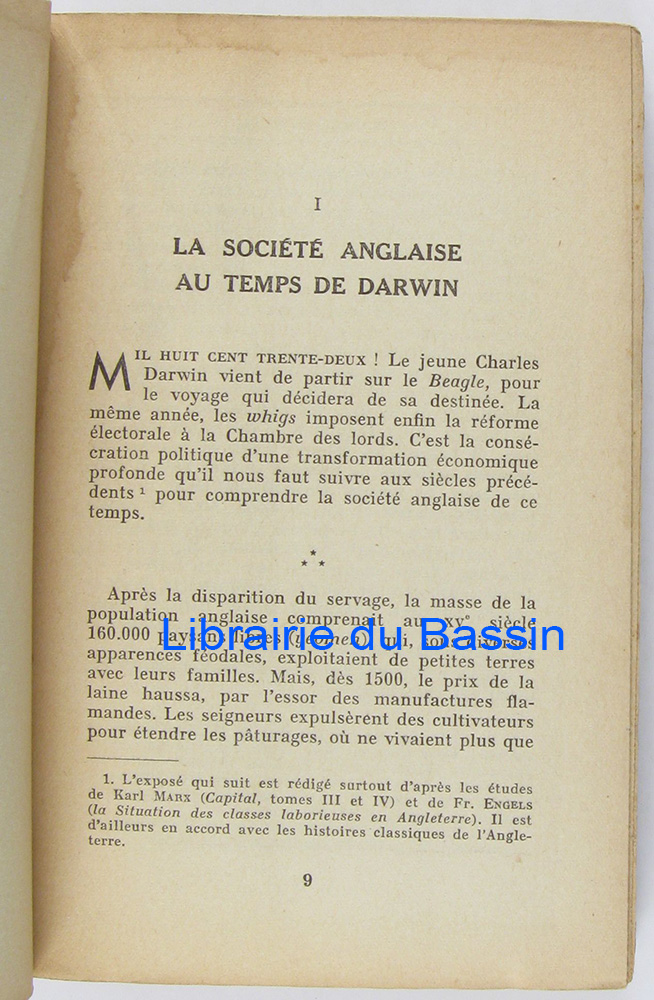 I
LA SOCIÉTÉ ANGLAISE
AU TEMPS DE DARWIN
MIL HUIT CENT TRENTE-DEUX ! Le jeune Charles
Darwin vient de partir sur le Beagle, pour
le voyage qui décidera de sa destinée. La
même année, les whigs imposent enfin la réforme
électorale à la Chambre des lords. C'est la consé-
cration politique d'une transformation économique
profonde qu'il nous faut suivre aux siècles précé-
dents ¹ pour comprendre la société anglaise de ce
temps.
* * *
Après la disparition du servage, la masse de la
population anglaise comprenait au XVe siècle
160.000 paysans libres (yeomen) qui, sous diverses
Librairie du Bassin
apparences féodales, exploitaient de petites terres
avec leurs familles. Mais, dès 1500, le prix de la
laine haussa, par l'essor des manufactures fla-
mandes. Les seigneurs expulsèrent des cultivateurs
pour étendre les pâturages, où ne vivaient plus que
1. L'exposé qui suit est rédigé surtout d'après les études
de Karl MARX (Capital, tomes III et IV) et de Fr. ENGELS
(la Situation des classes laborieuses en Angleterre). Il est
d'ailleurs en accord avec les histoires classiques de l'Angle-
terre.
9